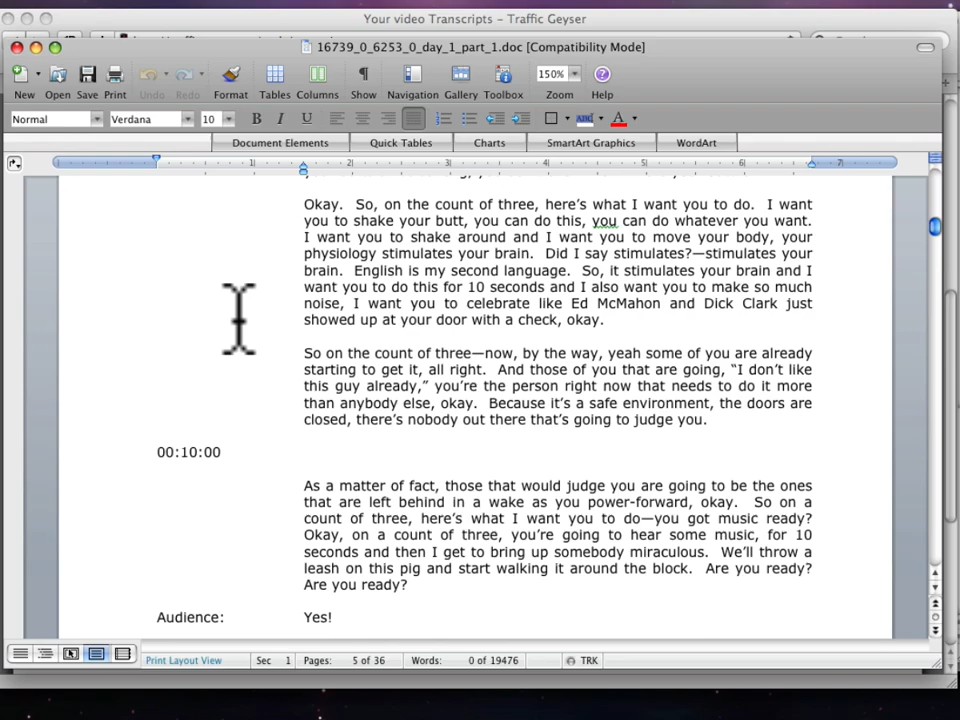 Your video Transcripts – Traffic Geyser
16739_0_6253_0_day_1_part_1.doc [Compatibility Mode]
New Open Save Print Undo Redo Format Tables Columns Show Navigation Gallery Toolbox Zoom Help
150%
Normal Verdana 10 B I U A
Document Elements Quick Tables Charts SmartArt Graphics WordArt
1 2 3 4 5 6 7
Okay. So, on the count of three, here's what I want you to do. I want
you to shake your butt, you can do this, you can do whatever you want.
I want you to shake around and I want you to move your body, your
physiology stimulates your brain. Did I say stimulates?—stimulates your
brain. English is my second language. So, it stimulates your brain and I
want you to do this for 10 seconds and I also want you to make so much
noise, I want you to celebrate like Ed McMahon and Dick Clark just
showed up at your door with a check, okay.
So on the count of three—now, by the way, yeah some of you are already
starting to get it, all right. And those of you that are going, “I don't like
this guy already,” you're the person right now that needs to do it more
than anybody else, okay. Because it's a safe environment, the doors are
closed, there's nobody out there that's going to judge you.
00:10:00
As a matter of fact, those that would judge you are going to be the ones
that are left behind in a wake as you power-forward, okay. So on a
count of three, here's what I want you to do—you got music ready?
Okay, on a count of three, you're going to hear some music, for 10
seconds and then I get to bring up somebody miraculous. We'll throw a
leash on this pig and start walking it around the block. Are you ready?
Are you ready?
Audience: Yes!
Print Layout View Sec 1 Pages: 5 of 36 Words: 0 of 19476 TRK